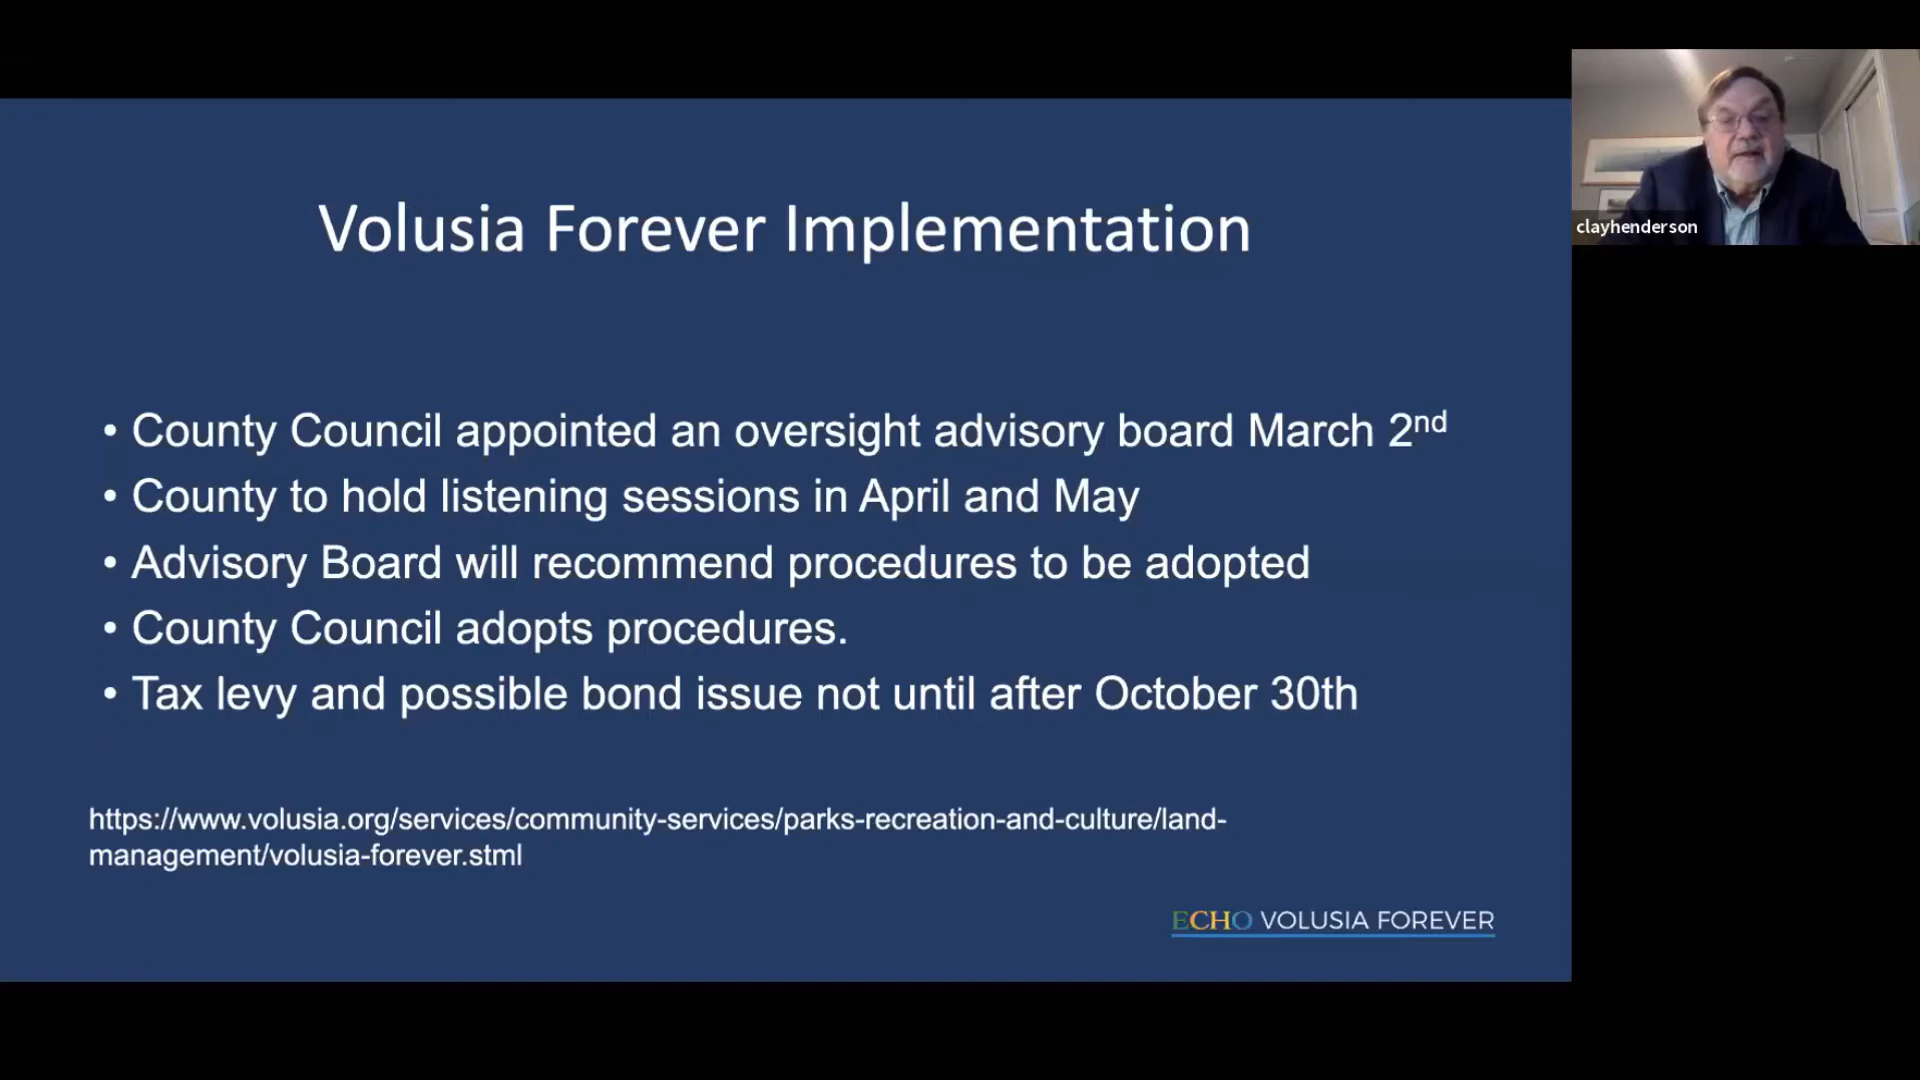 Volusia Forever Implementation
• County Council appointed an oversight advisory board March 2nd
• County to hold listening sessions in April and May
• Advisory Board will recommend procedures to be adopted
• County Council adopts procedures.
• Tax levy and possible bond issue not until after October 30th
https://www.volusia.org/services/community-services/parks-recreation-and-culture/land-
management/volusia-forever.stml
ECHO VOLUSIA FOREVER
clayhenderson